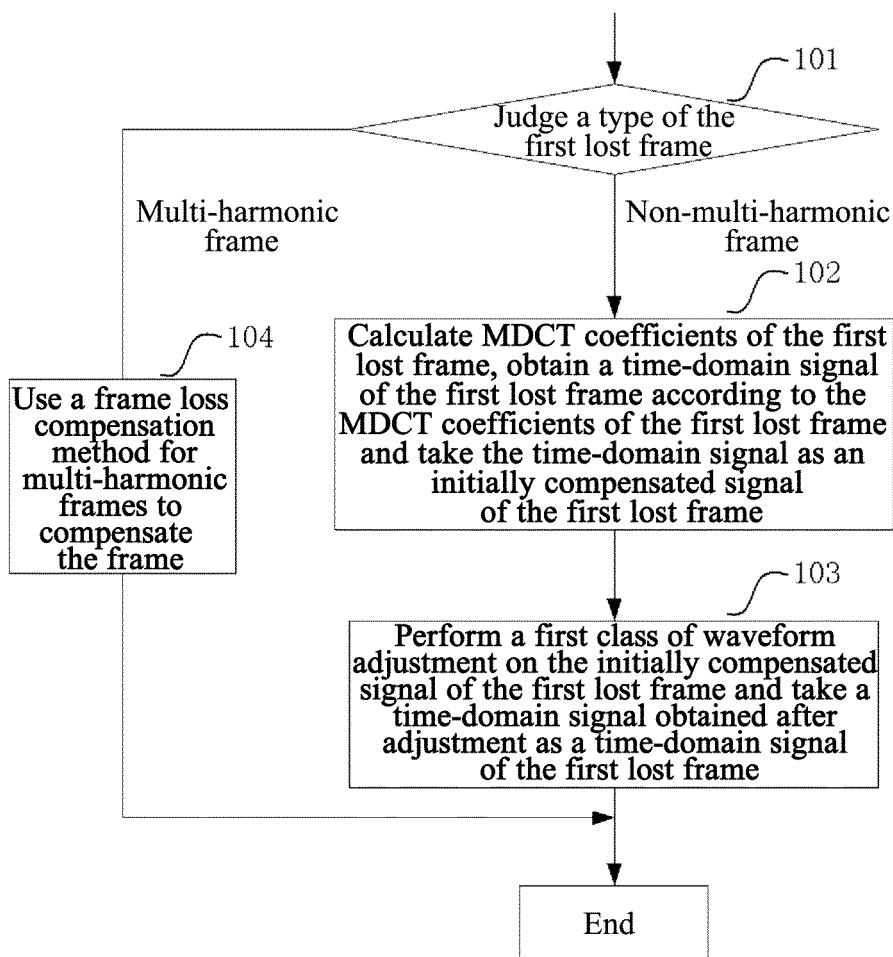 101
Judge a type of the
first lost frame
Multi-harmonic
frame
Non-multi-harmonic
frame
102
Calculate MDCT coefficients of the first
lost frame, obtain a time-domain signal
of the first lost frame according to the
MDCT coefficients of the first lost frame
and take the time-domain signal as an
initially compensated signal
of the first lost frame
104
Use a frame loss
compensation
method for
multi-harmonic
frames to
compensate
the frame
103
Perform a first class of waveform
adjustment on the initially compensated
signal of the first lost frame and take a
time-domain signal obtained after
adjustment as a time-domain signal
of the first lost frame
End